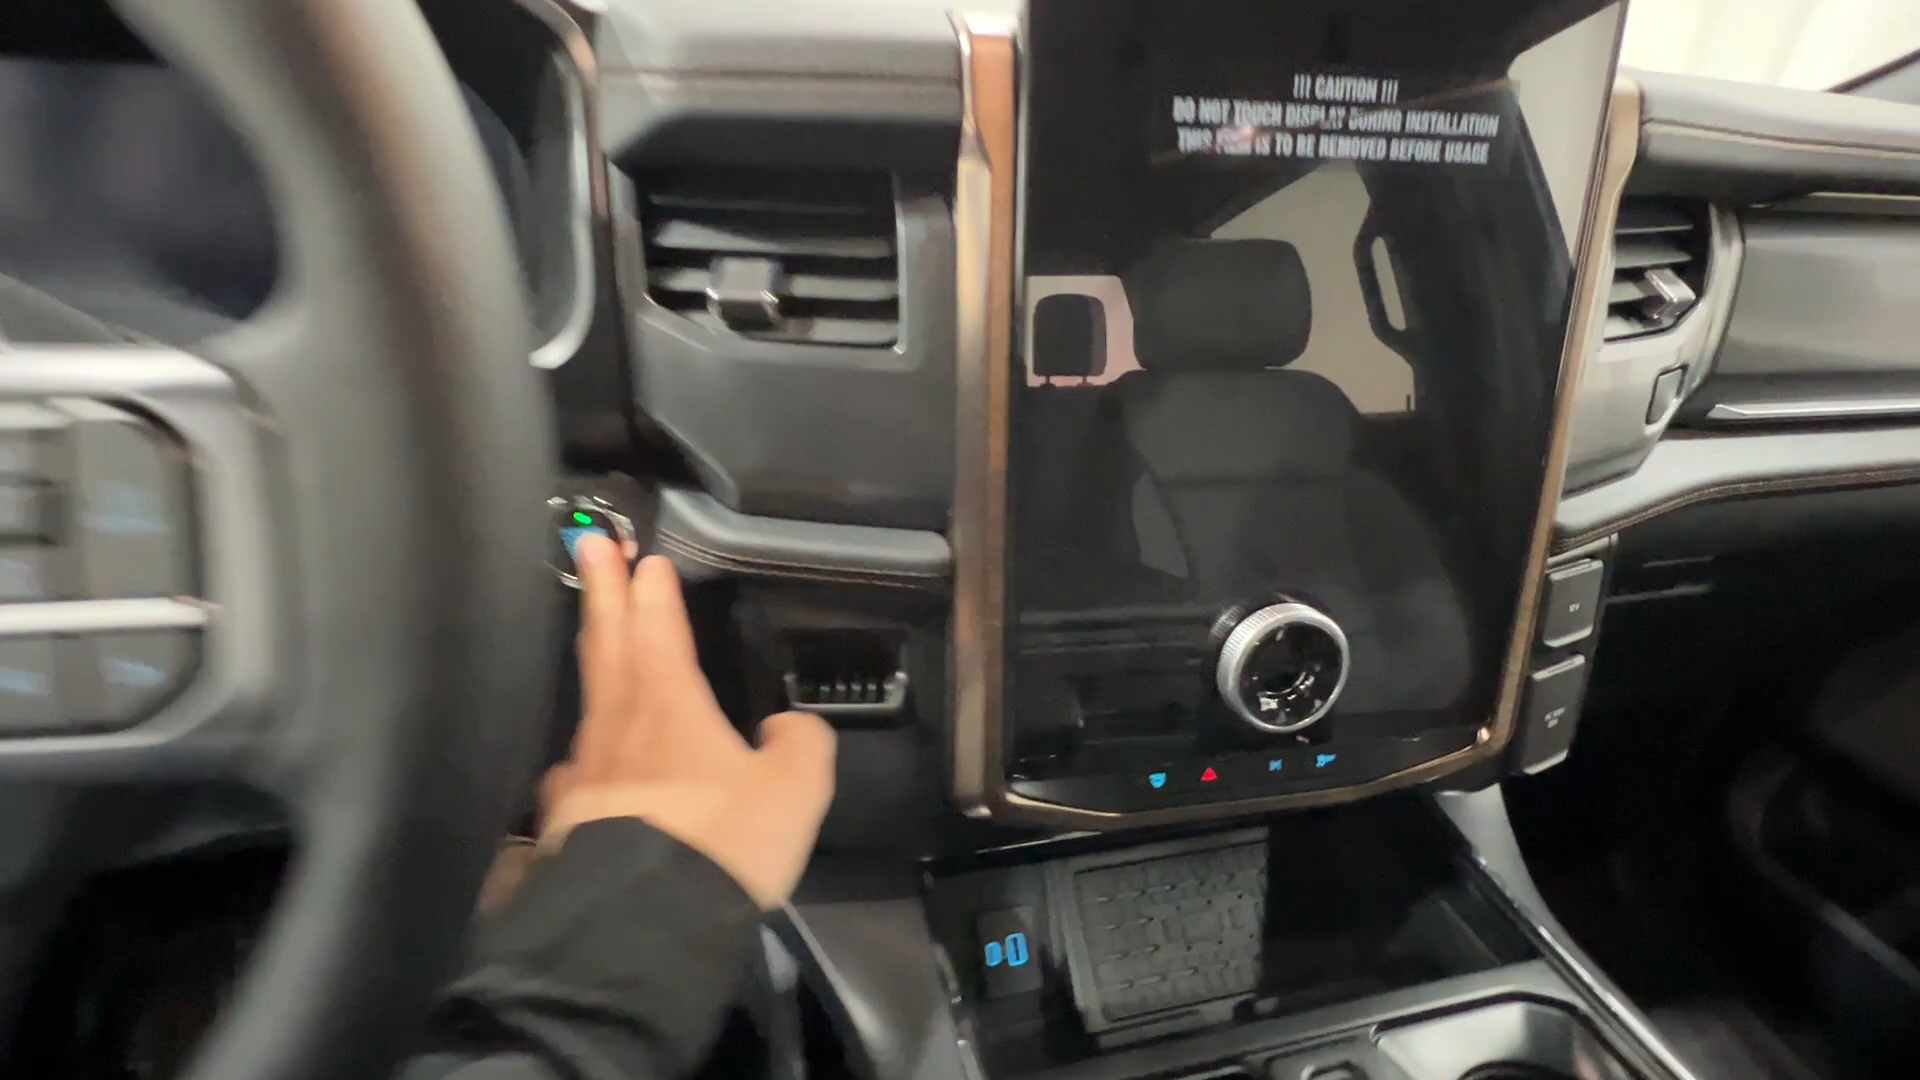 !!! CAUTION !!!
DO NOT TOUCH DISPLAY DURING INSTALLATION
THIS FILM IS TO BE REMOVED BEFORE USAGE